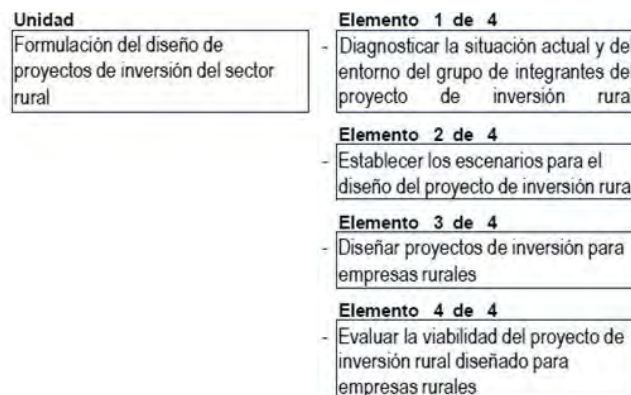 Unidad
Formulación del diseño de
proyectos de inversión del sector
rural
Elemento 1 de 4
- Diagnosticar la situación actual y de
entorno del grupo de integrantes de
proyecto de inversión rura
Elemento 2 de 4
- Establecer los escenarios para el
diseño del proyecto de inversión rura
Elemento 3 de 4
- Diseñar proyectos de inversión para
empresas rurales
Elemento 4 de 4
- Evaluar la viabilidad del proyecto de
inversión rural diseñado para
empresas rurales